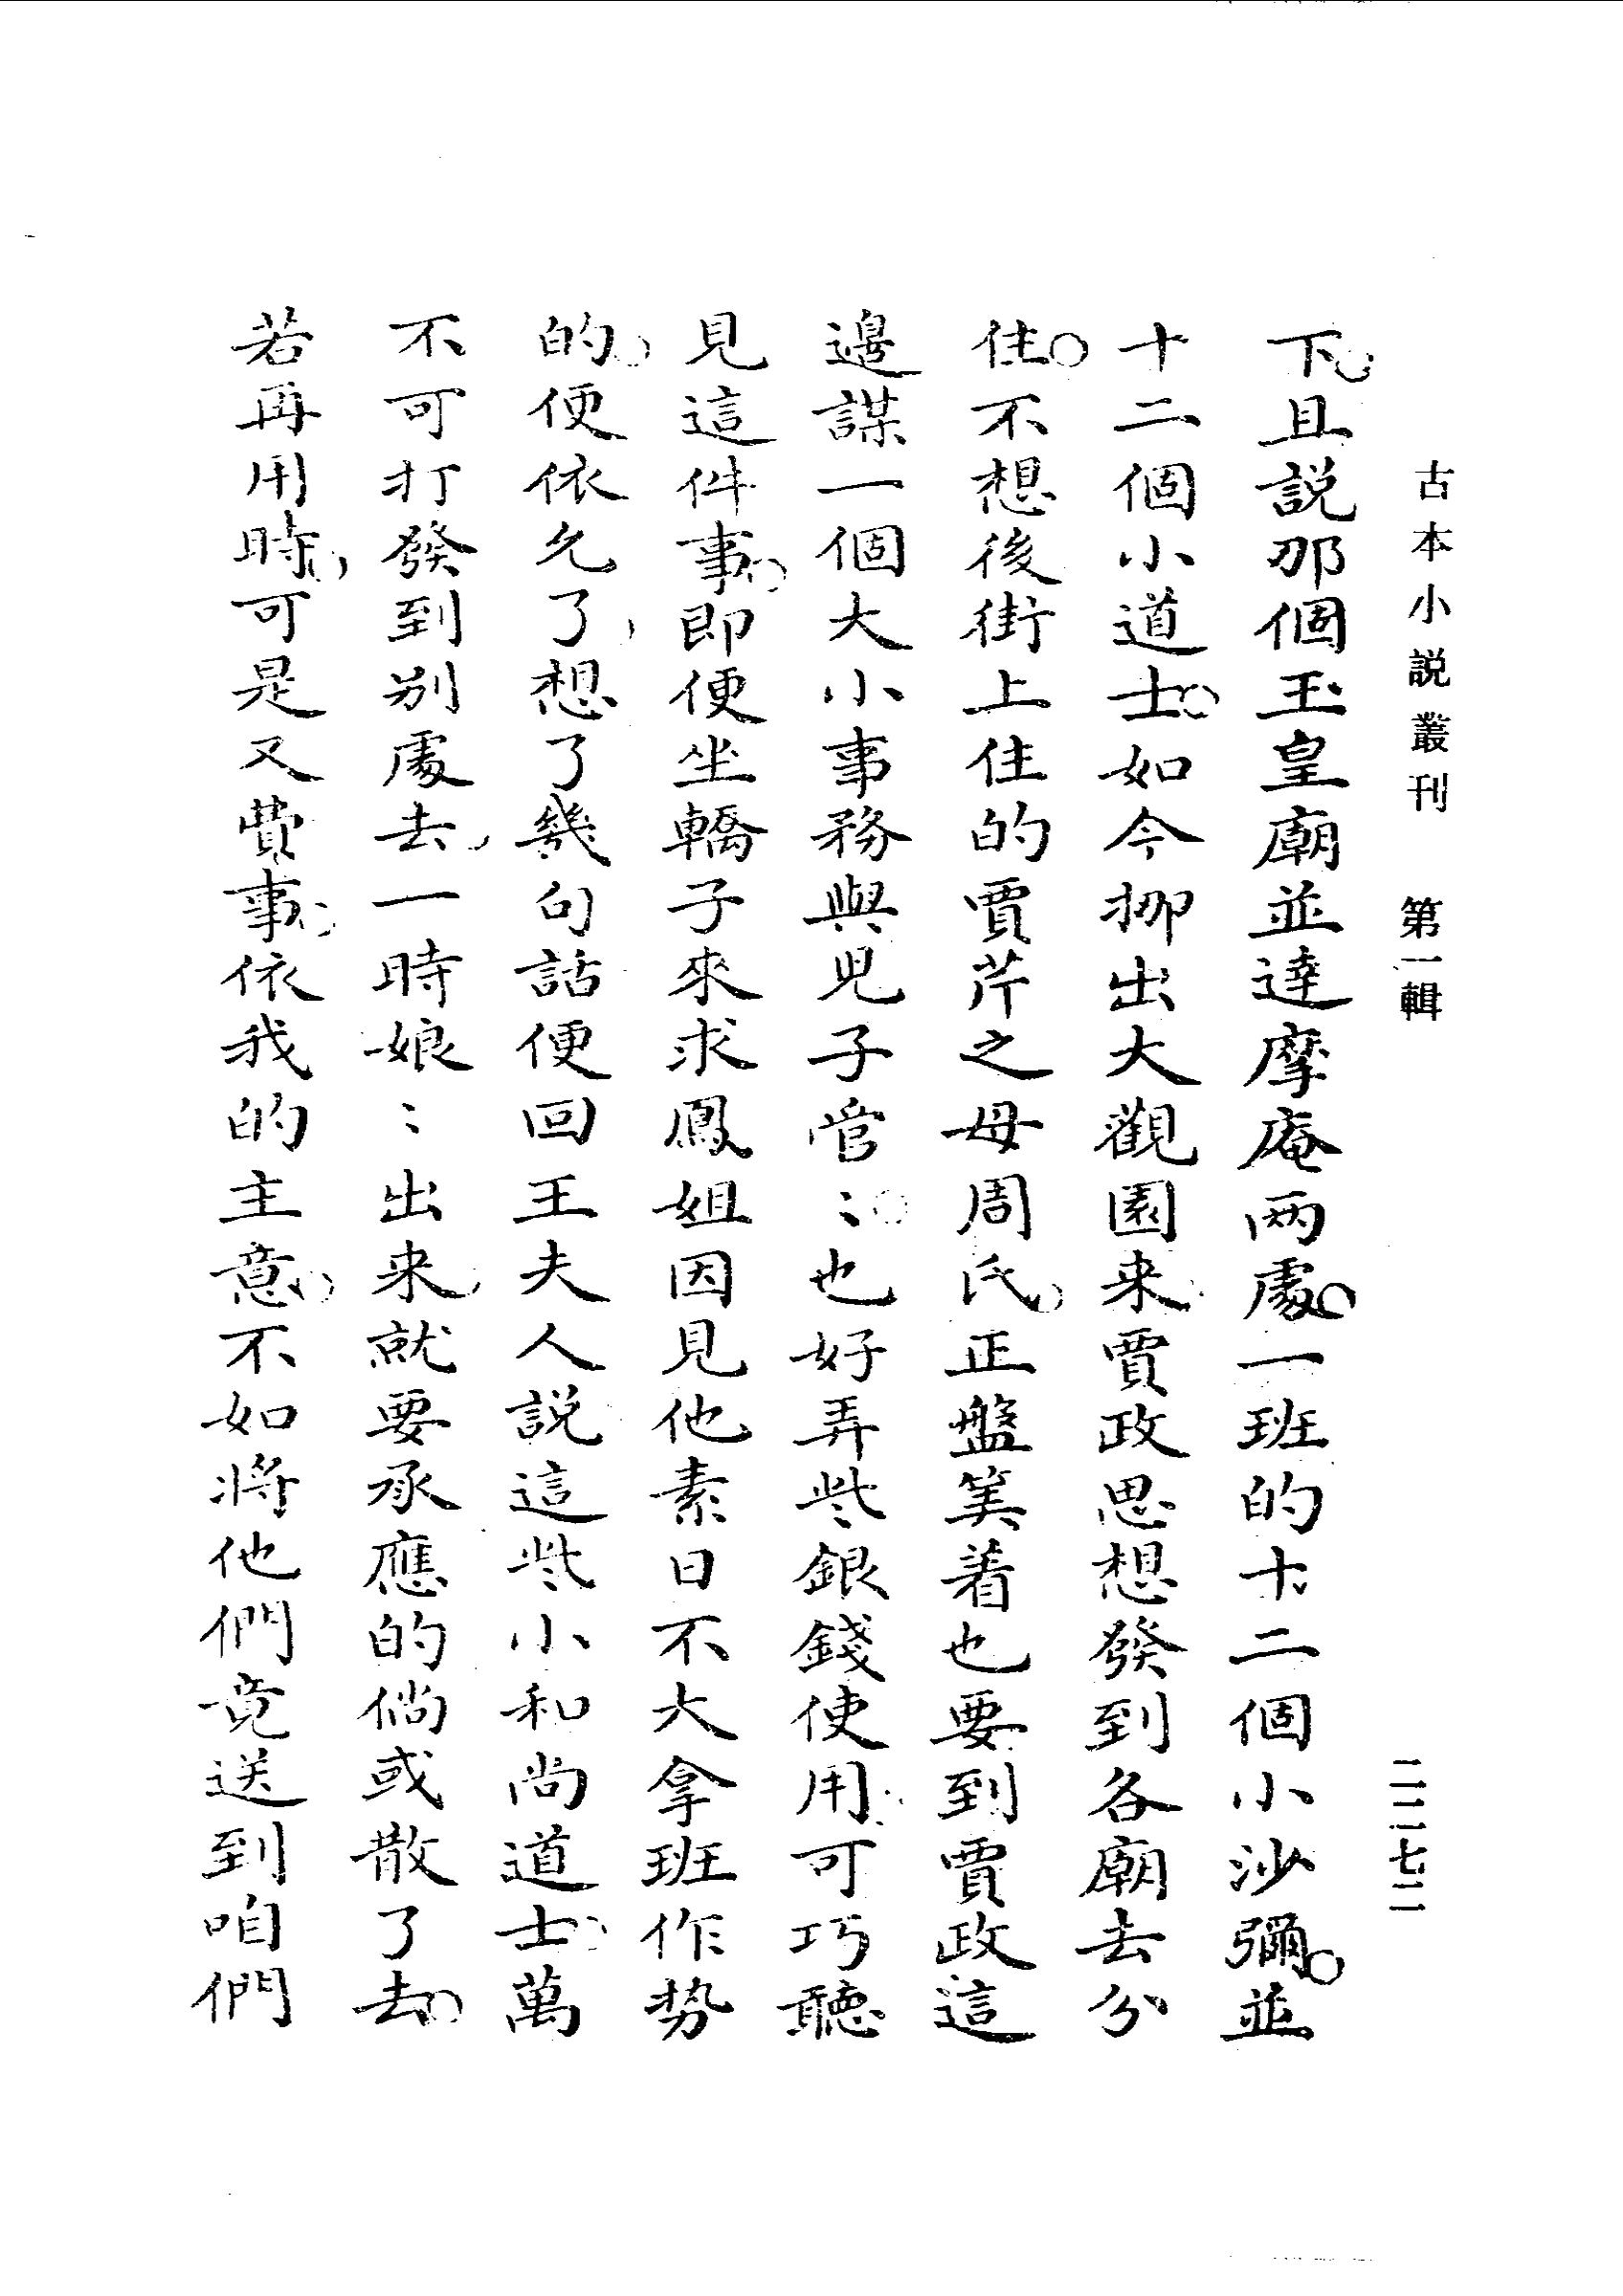 古本小説叢刊 第一輯 二二七二
下且説那個玉皇廟並達摩庵两處一班的十二個小沙彌並
十二個小道士如今挪出大觀園来賈政思想發到各廟去分
住不想後街上住的賈芹之母周氏正盤筭着也要到賈政這
邊謀一個大小事務與児子管〻也好弄些銀錢使用可巧聽
見這件事即便坐轎子來求鳳姐因見他素日不大拿班作势
的便依允了想了幾句話便回王夫人説這些小和尚道士萬
不可打發到别處去一時娘〻出来就要承應的倘或散了去
若再用時可是又費事依我的主意不如將他們竟送到咱們